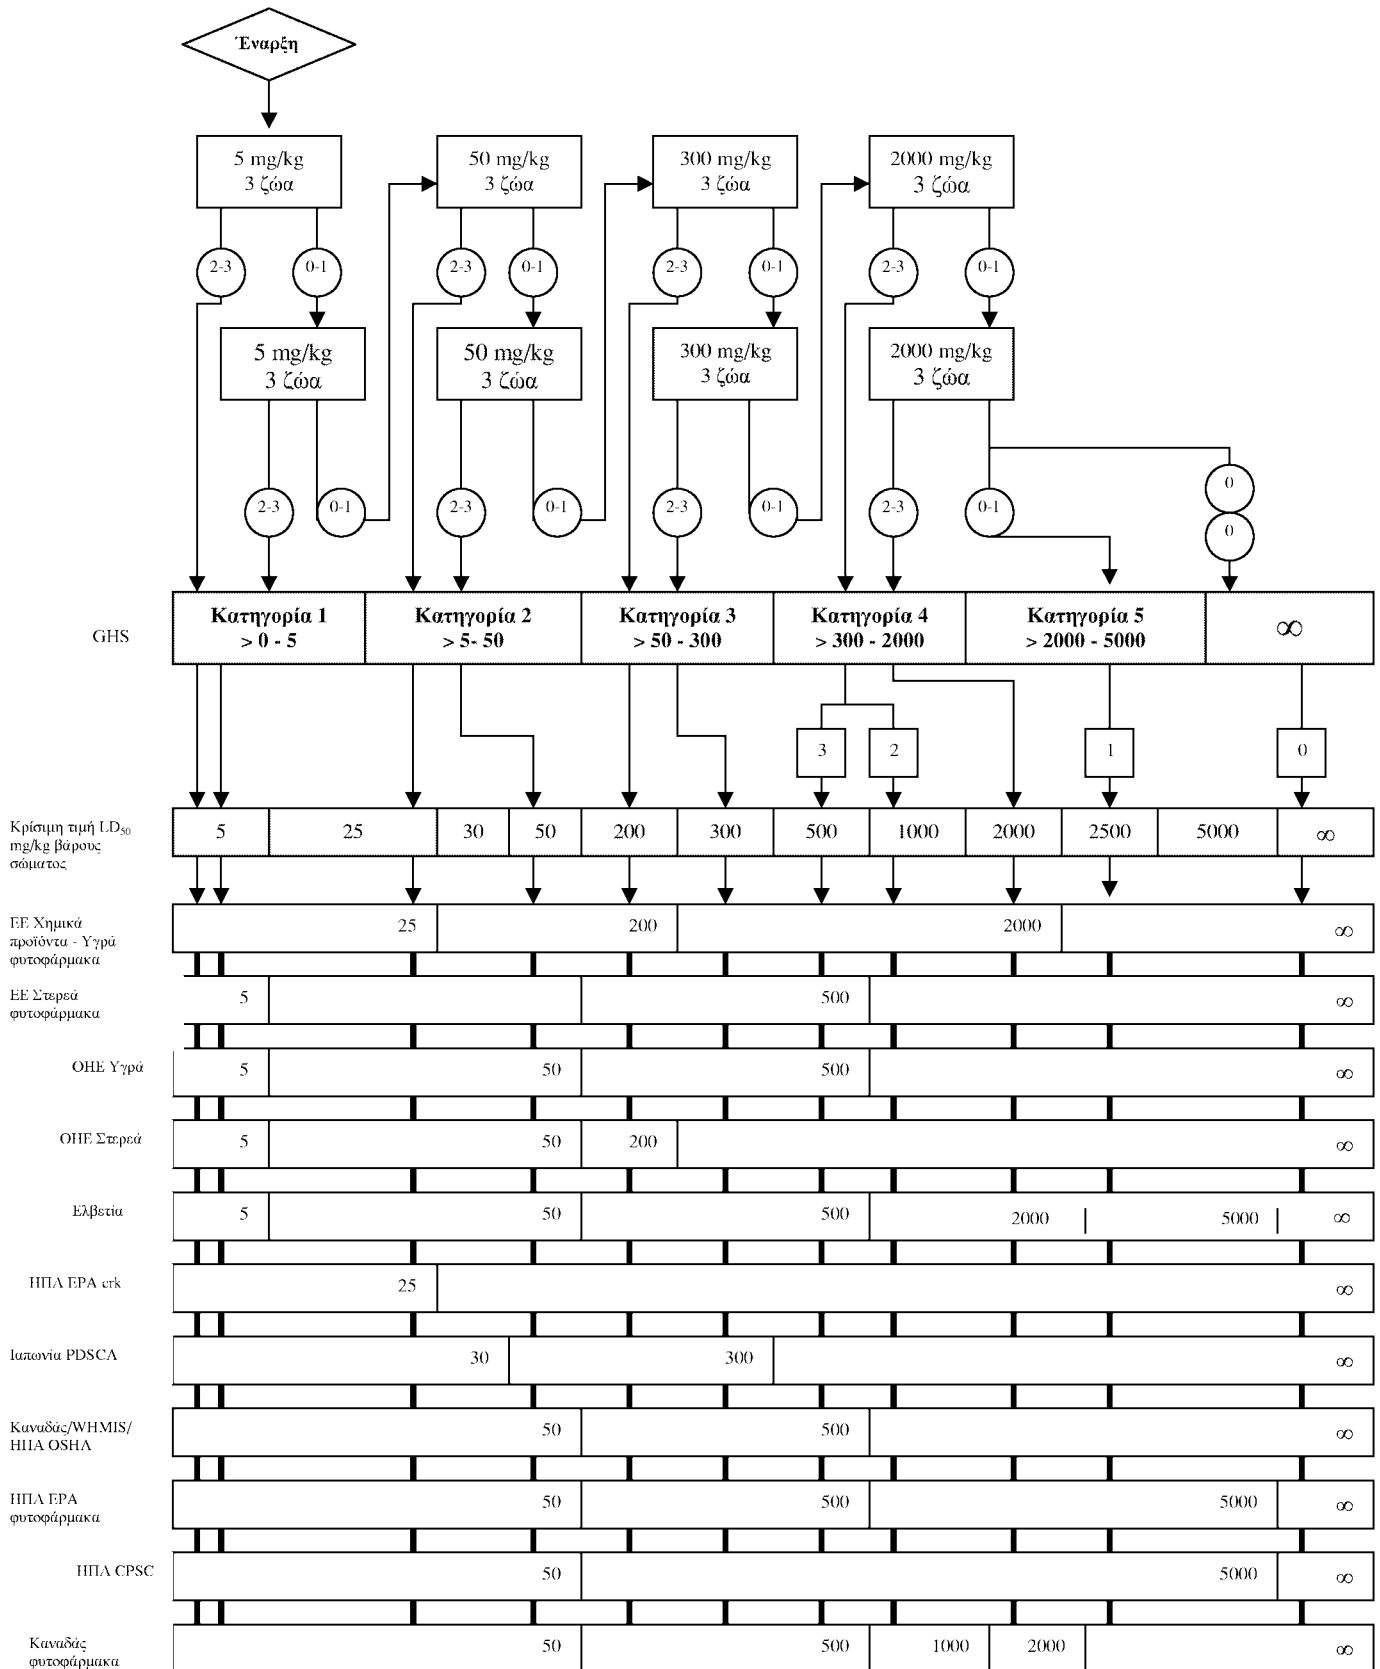 Έναρξη
5 mg/kg
3 ζώα
50 mg/kg
3 ζώα
300 mg/kg
3 ζώα
2000 mg/kg
3 ζώα
2-3
0-1
2-3
0-1
2-3
0-1
2-3
0-1
5 mg/kg
3 ζώα
50 mg/kg
3 ζώα
300 mg/kg
3 ζώα
2000 mg/kg
3 ζώα
2-3
0-1
2-3
0-1
2-3
0-1
2-3
0-1
0
0
GHS
Κατηγορία 1
> 0 - 5
Κατηγορία 2
> 5- 50
Κατηγορία 3
> 50 - 300
Κατηγορία 4
> 300 - 2000
Κατηγορία 5
> 2000 - 5000
∞
3
2
1
0
Κρίσιμη τιμή LD₅₀
mg/kg βάρους
σώματος
5 25 30 50 200 300 500 1000 2000 2500 5000 ∞
ΕΕ Χημικά
προϊόντα - Υγρά
φυτοφάρμακα
25 200 2000 ∞
ΕΕ Στερεά
φυτοφάρμακα
5 500 ∞
ΟΗΕ Υγρά
5 50 500 ∞
ΟΗΕ Στερεά
5 50 200 ∞
Ελβετία
5 50 500 2000 5000 ∞
ΗΠΑ EPA crk
25 ∞
Ιαπωνία PDSCA
30 300 ∞
Καναδάς/WHMIS/
ΗΠΑ OSHA
50 500 ∞
ΗΠΑ EPA
φυτοφάρμακα
50 500 5000 ∞
ΗΠΑ CPSC
50 5000 ∞
Καναδάς
φυτοφάρμακα
50 500 1000 2000 ∞